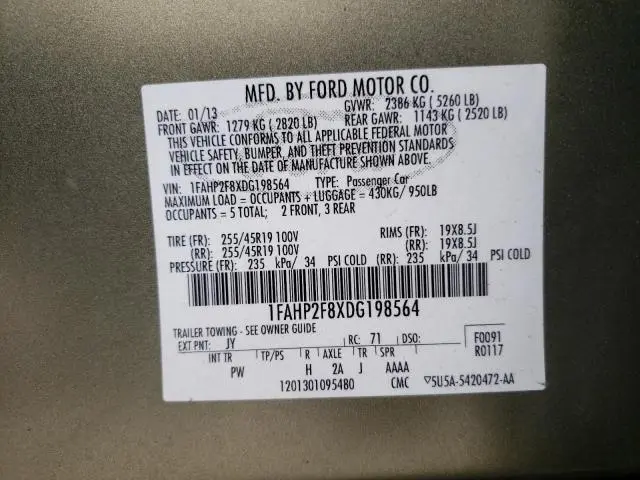 MFD. BY FORD MOTOR CO.
DATE: 01/13 GVWR: 2386 KG (5260 LB)
FRONT GAWR: 1279 KG (2820 LB) REAR GAWR: 1143 KG (2520 LB)
THIS VEHICLE CONFORMS TO ALL APPLICABLE FEDERAL MOTOR
VEHICLE SAFETY, BUMPER, AND THEFT PREVENTION STANDARDS
IN EFFECT ON THE DATE OF MANUFACTURE SHOWN ABOVE.
VIN: 1FAHP2F8XDG198564 TYPE: Passenger Car
MAXIMUM LOAD = OCCUPANTS + LUGGAGE = 430KG/ 950LB
OCCUPANTS = 5 TOTAL; 2 FRONT, 3 REAR
TIRE (FR): 255/45R19 100V RIMS (FR): 19X8.5J
(RR): 255/45R19 100V (RR): 19X8.5J
PRESSURE (FR): 235 kPa/ 34 PSI COLD (RR): 235 kPa/ 34 PSI COLD
1FAHP2F8XDG198564
TRAILER TOWING - SEE OWNER GUIDE
EXT PNT: JY RC: 71 DSO: F0091
INT TR TP/PS R AXLE TR SPR R0117
PW H 2A J AAAA
1201301095480 CMC ▽5U5A-5420472-AA